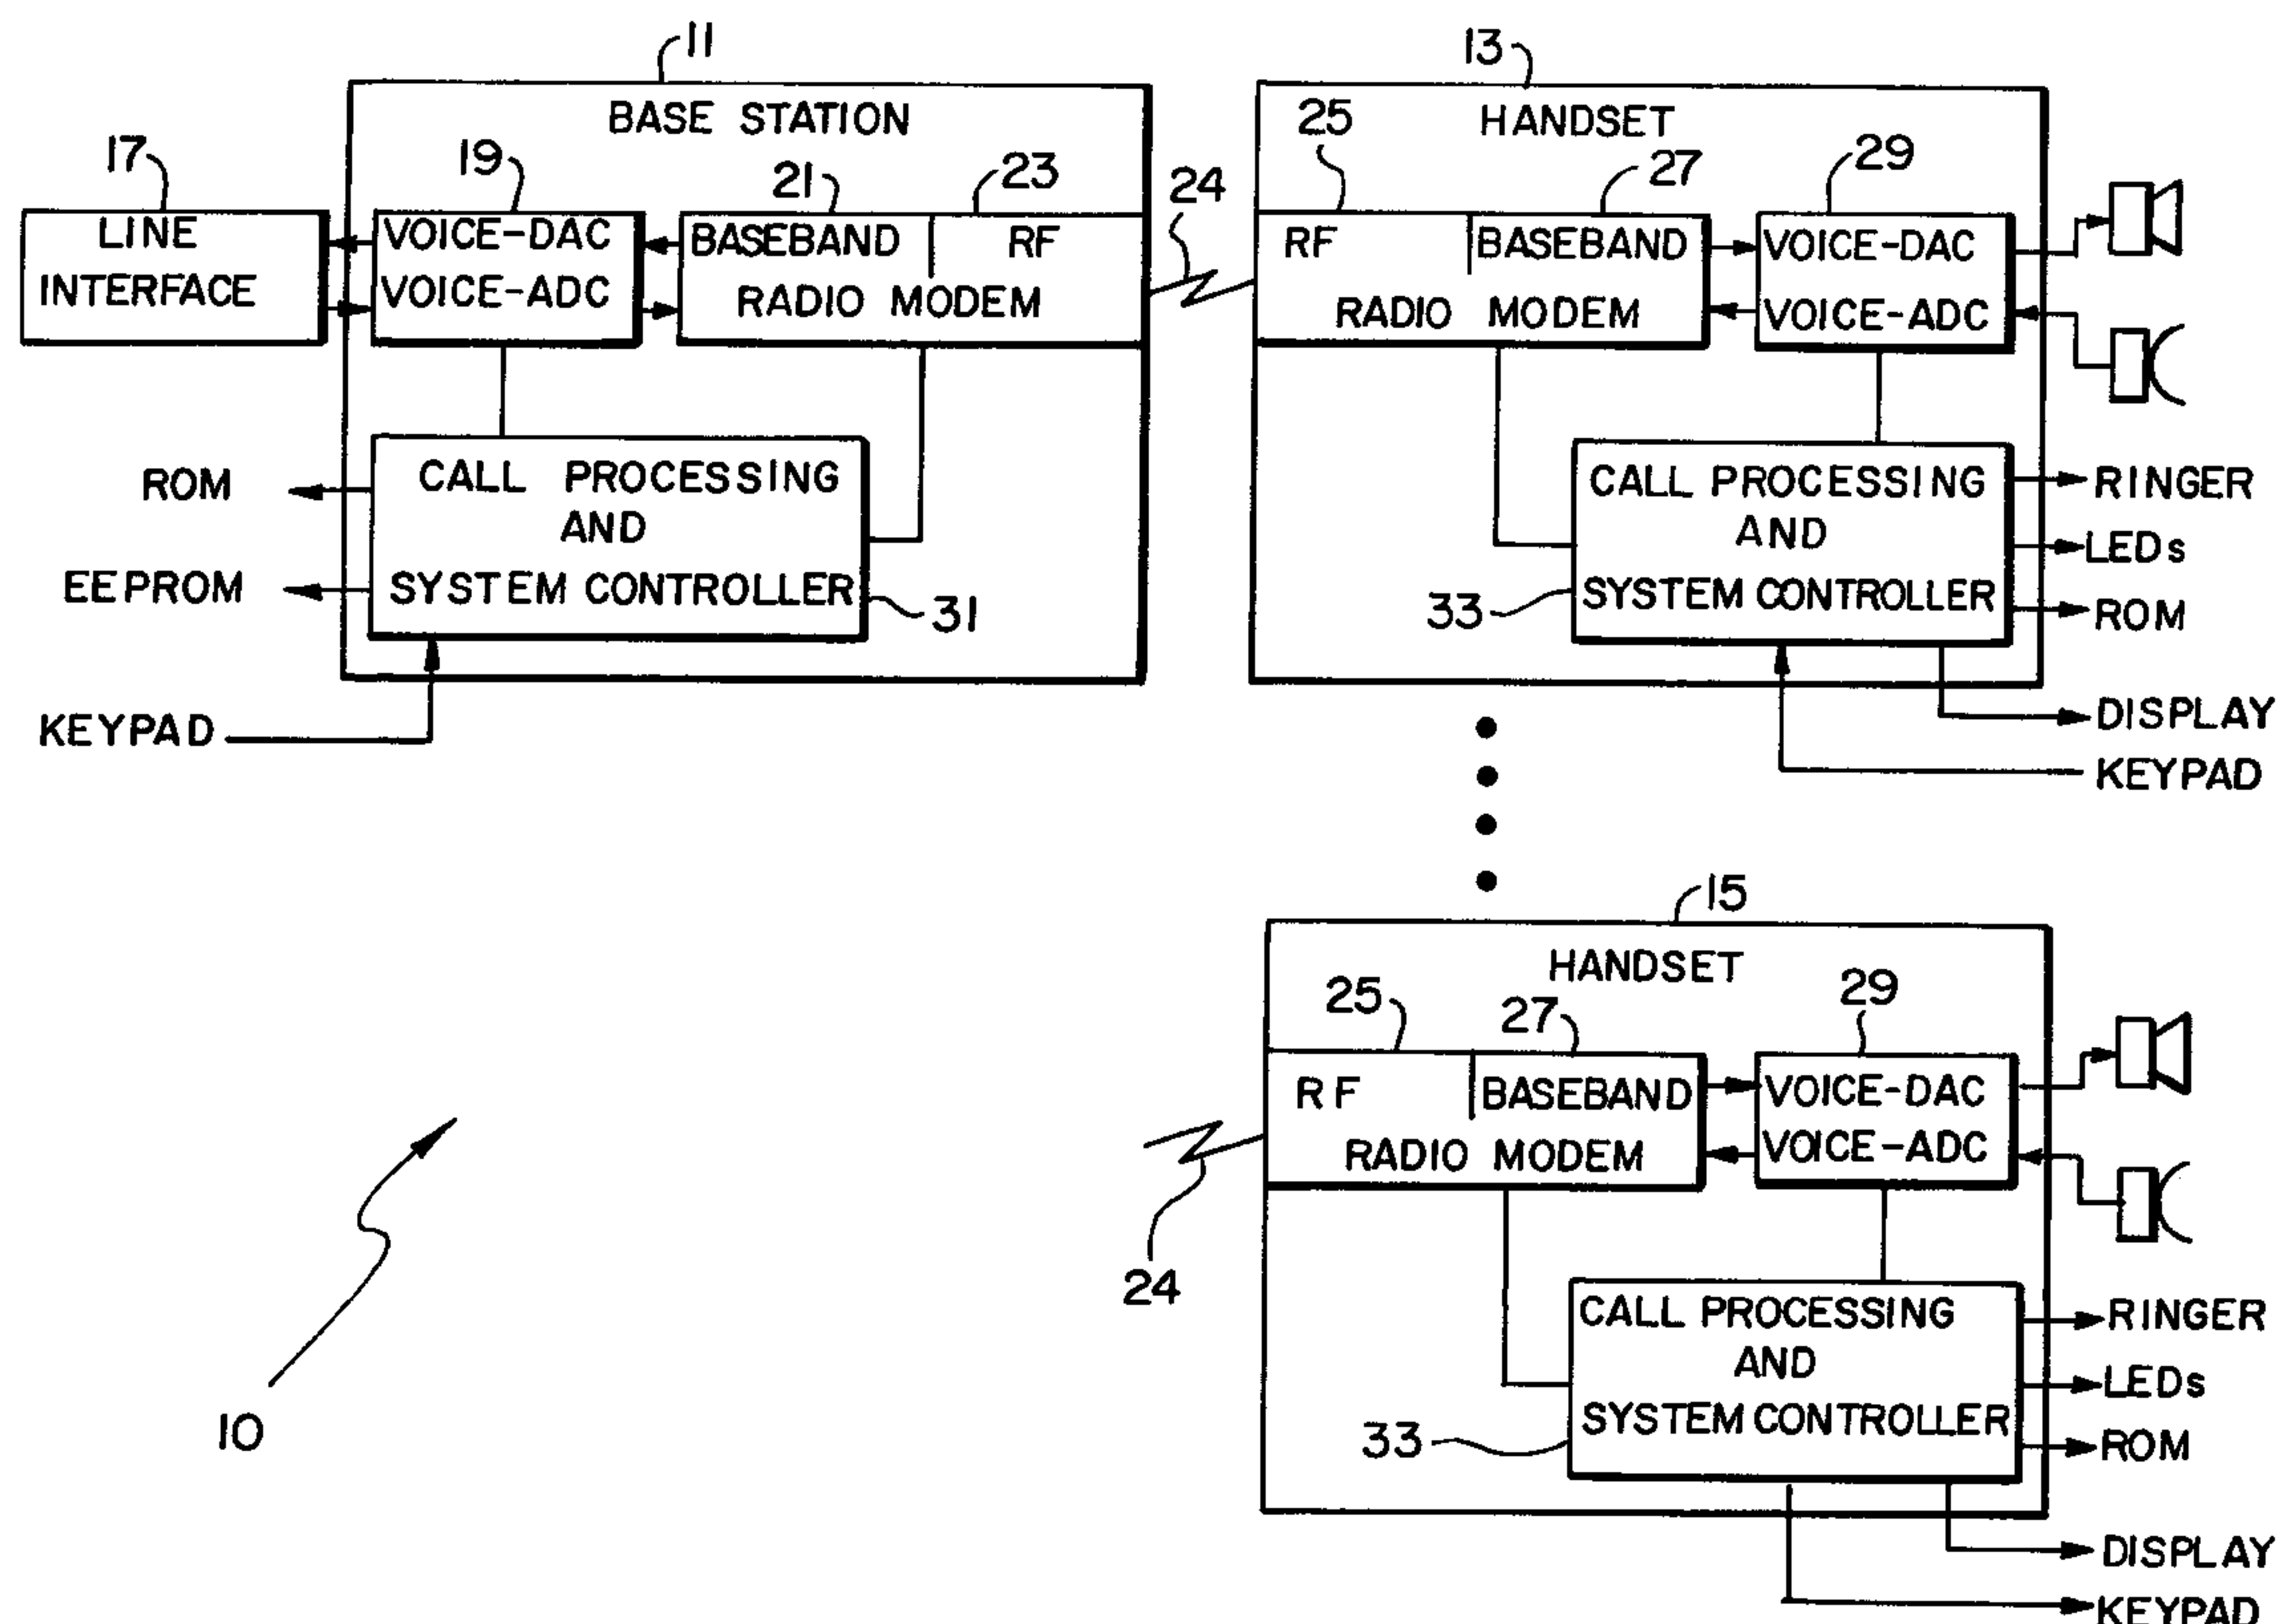 11
BASE STATION
17
19
21
23
24
LINE
INTERFACE
VOICE-DAC
VOICE-ADC
BASEBAND
RF
RADIO MODEM
ROM
EEPROM
CALL PROCESSING
AND
SYSTEM CONTROLLER
31
KEYPAD
13
HANDSET
25
27
29
RF
BASEBAND
RADIO MODEM
VOICE-DAC
VOICE-ADC
CALL PROCESSING
AND
SYSTEM CONTROLLER
33
RINGER
LEDs
ROM
DISPLAY
KEYPAD
15
HANDSET
25
27
29
RF
BASEBAND
RADIO MODEM
VOICE-DAC
VOICE-ADC
24
CALL PROCESSING
AND
SYSTEM CONTROLLER
33
RINGER
LEDs
ROM
DISPLAY
KEYPAD
10